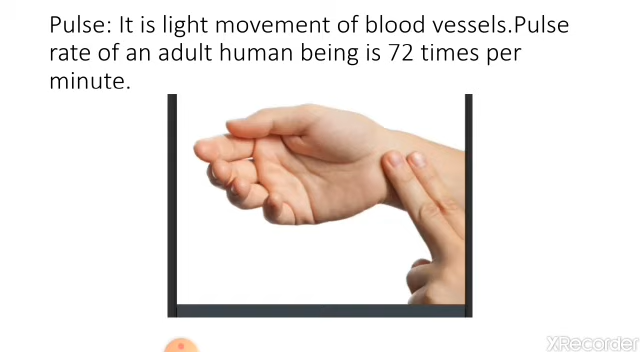 Pulse: It is light movement of blood vessels.Pulse
rate of an adult human being is 72 times per
minute.
XRecorder